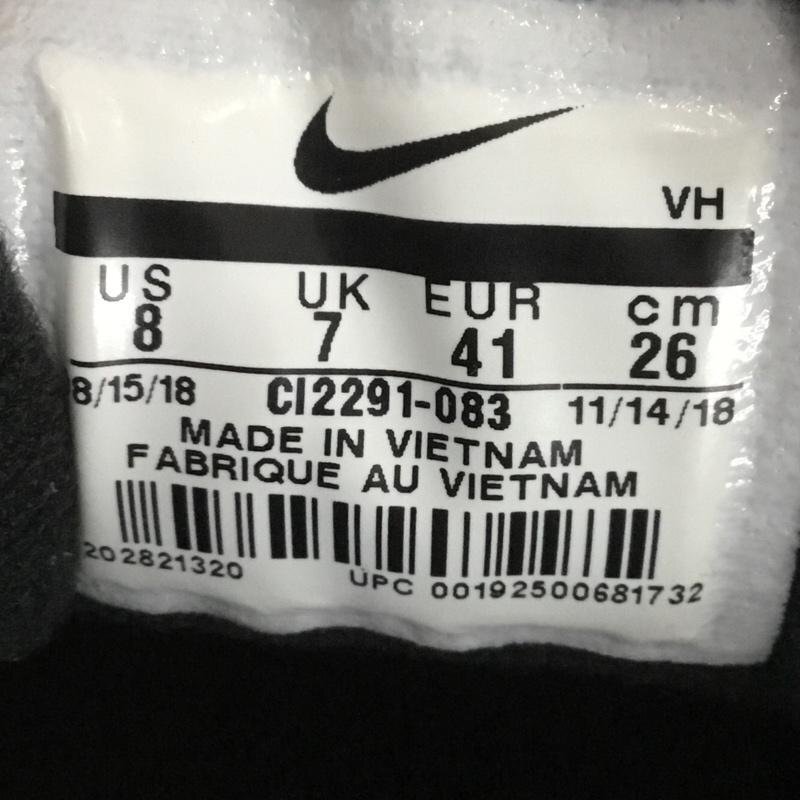 VH
US UK EUR cm
8 7 41 26
8/15/18 CI2291-083 11/14/18
MADE IN VIETNAM
FABRIQUE AU VIETNAM
202821320 UPC 00192500681732